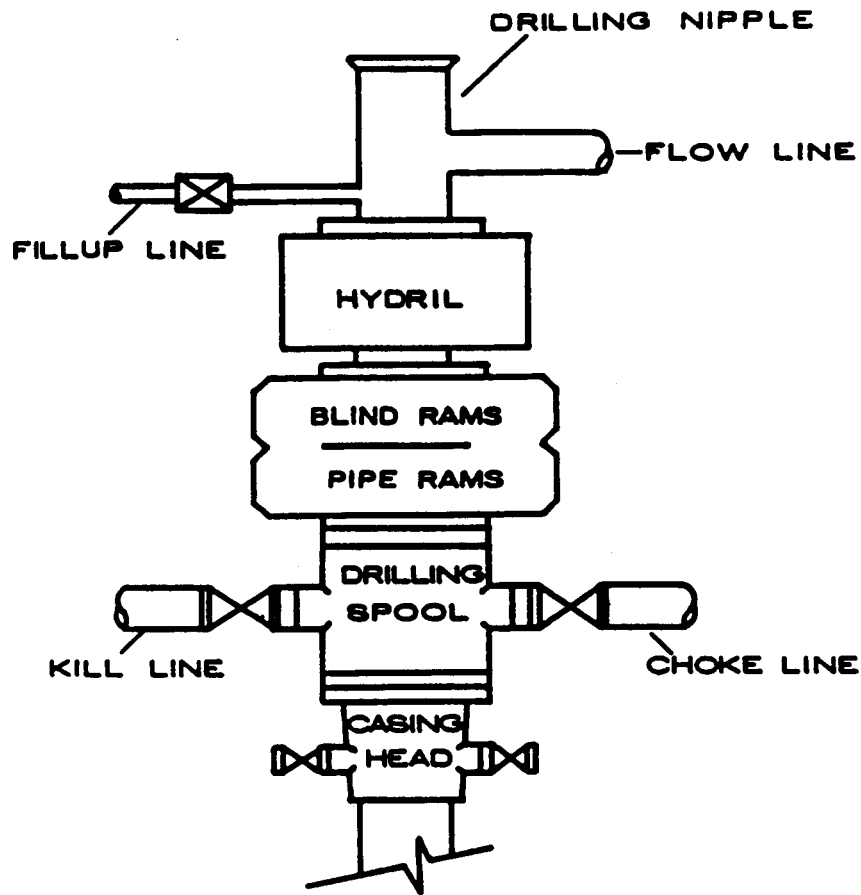 DRILLING NIPPLE
FLOW LINE
FILLUP LINE
HYDRIL
BLIND RAMS
PIPE RAMS
DRILLING
SPOOL
KILL LINE
CHOKE LINE
CASING
HEAD